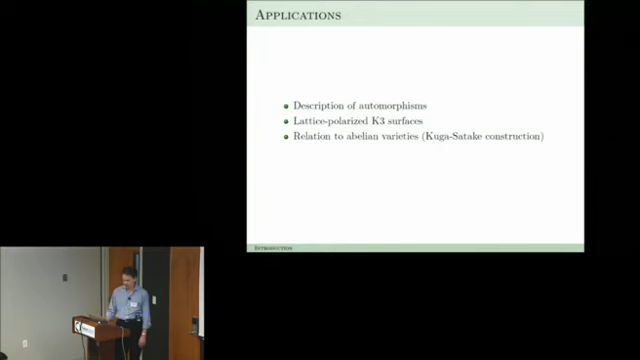 Applications
Description of automorphisms
Lattice-polarized K3 surfaces
Relation to abelian varieties (Kuga-Satake construction)
Introduction